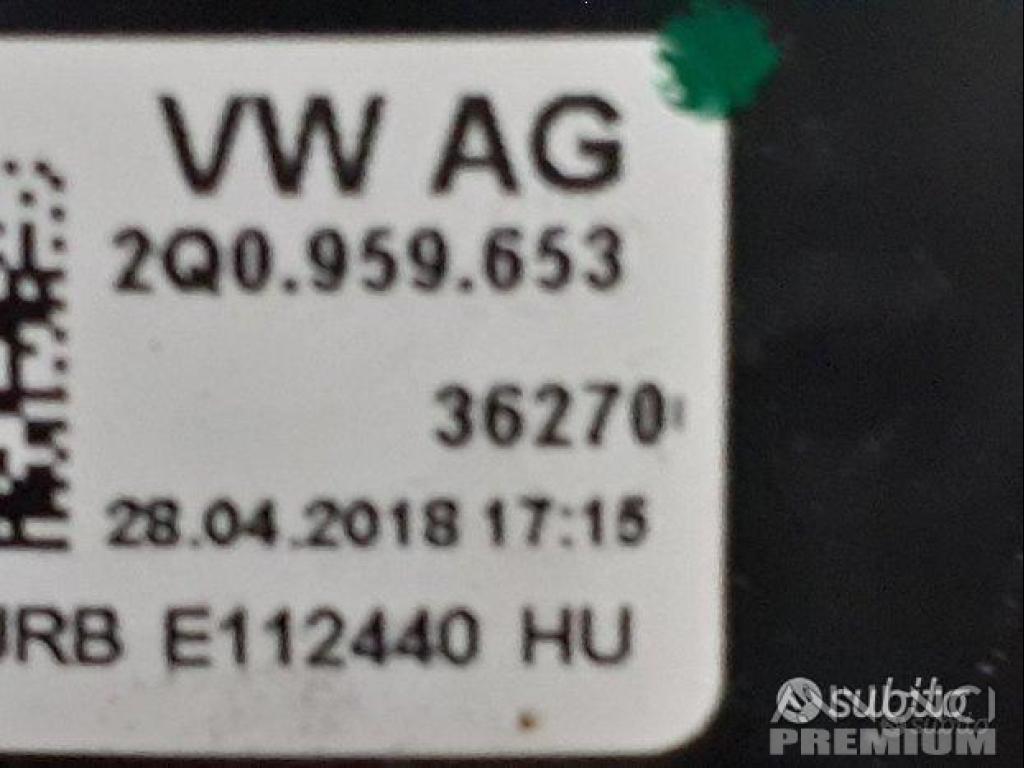 VW AG
2Q0.959.653
36270
28.04.2018 17:15
E112440 HU
subito
PREMIUM